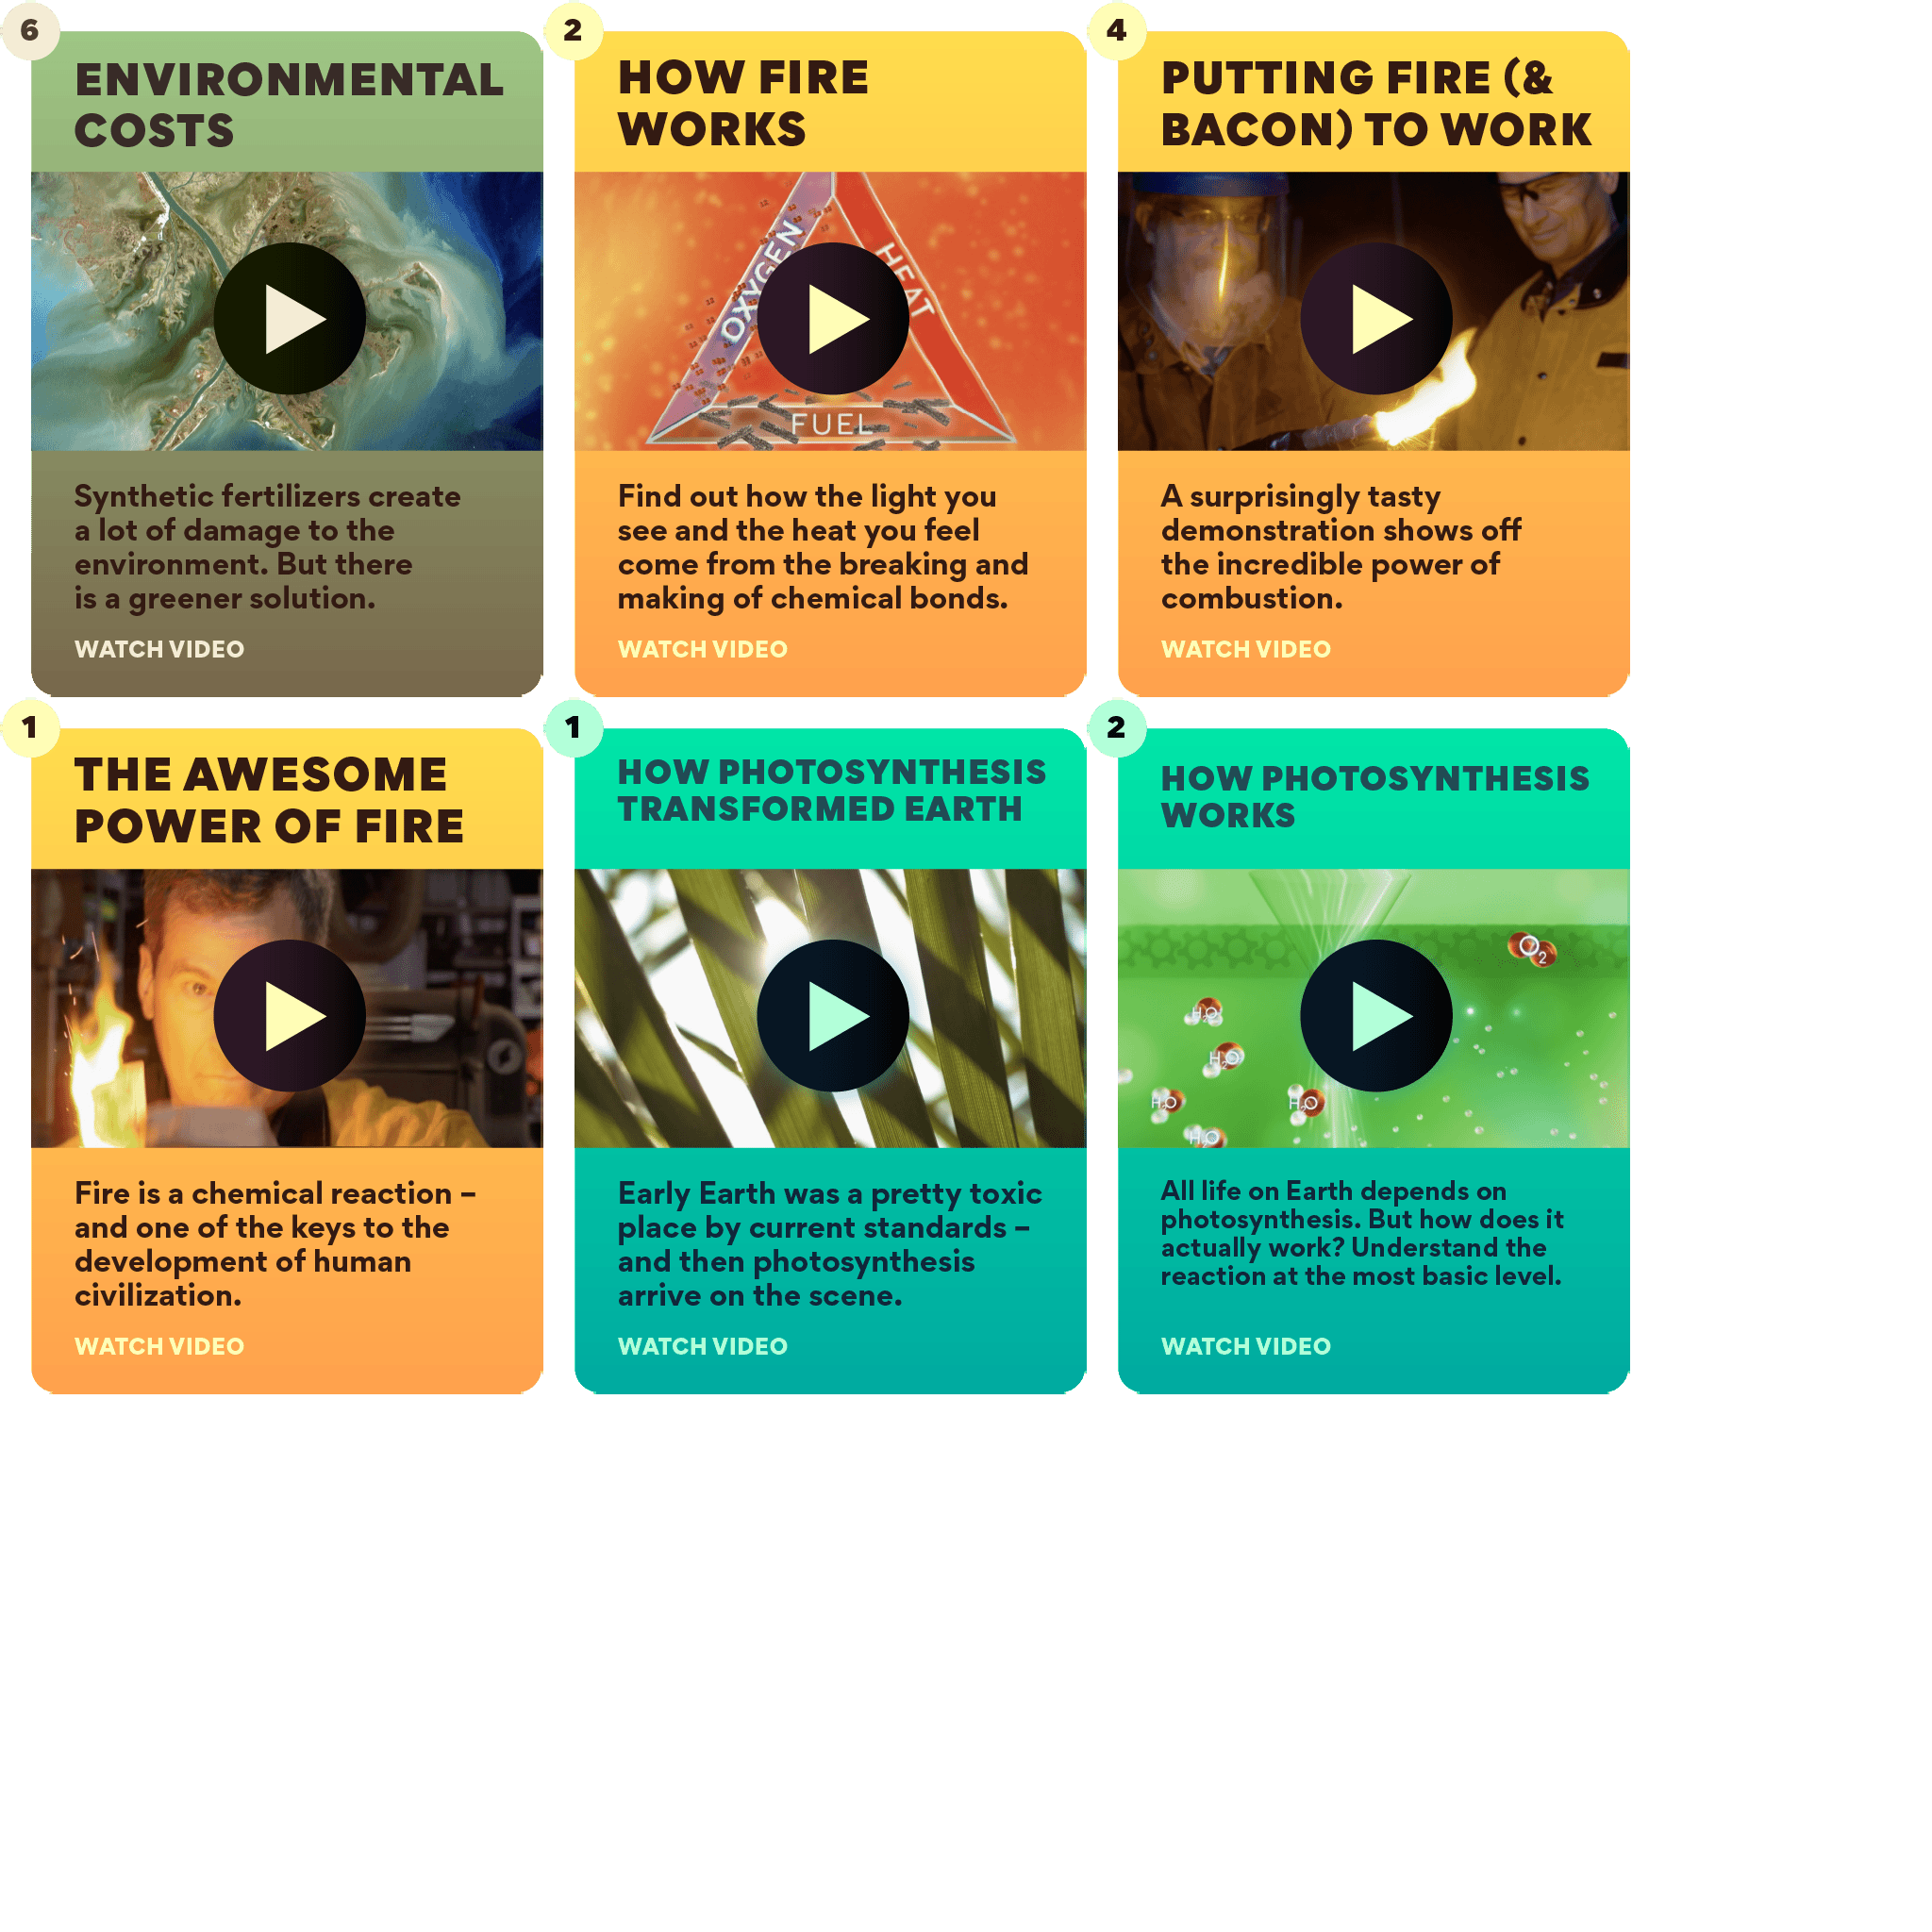 6
ENVIRONMENTAL
COSTS
Synthetic fertilizers create
a lot of damage to the
environment. But there
is a greener solution.
WATCH VIDEO
2
HOW FIRE
WORKS
OXYGEN
HEAT
FUEL
Find out how the light you
see and the heat you feel
come from the breaking and
making of chemical bonds.
WATCH VIDEO
4
PUTTING FIRE (&
BACON) TO WORK
A surprisingly tasty
demonstration shows off
the incredible power of
combustion.
WATCH VIDEO
1
THE AWESOME
POWER OF FIRE
Fire is a chemical reaction –
and one of the keys to the
development of human
civilization.
WATCH VIDEO
1
HOW PHOTOSYNTHESIS
TRANSFORMED EARTH
Early Earth was a pretty toxic
place by current standards –
and then photosynthesis
arrive on the scene.
WATCH VIDEO
2
HOW PHOTOSYNTHESIS
WORKS
O2
H2O
H2O
H2O
H2O
H2O
All life on Earth depends on
photosynthesis. But how does it
actually work? Understand the
reaction at the most basic level.
WATCH VIDEO